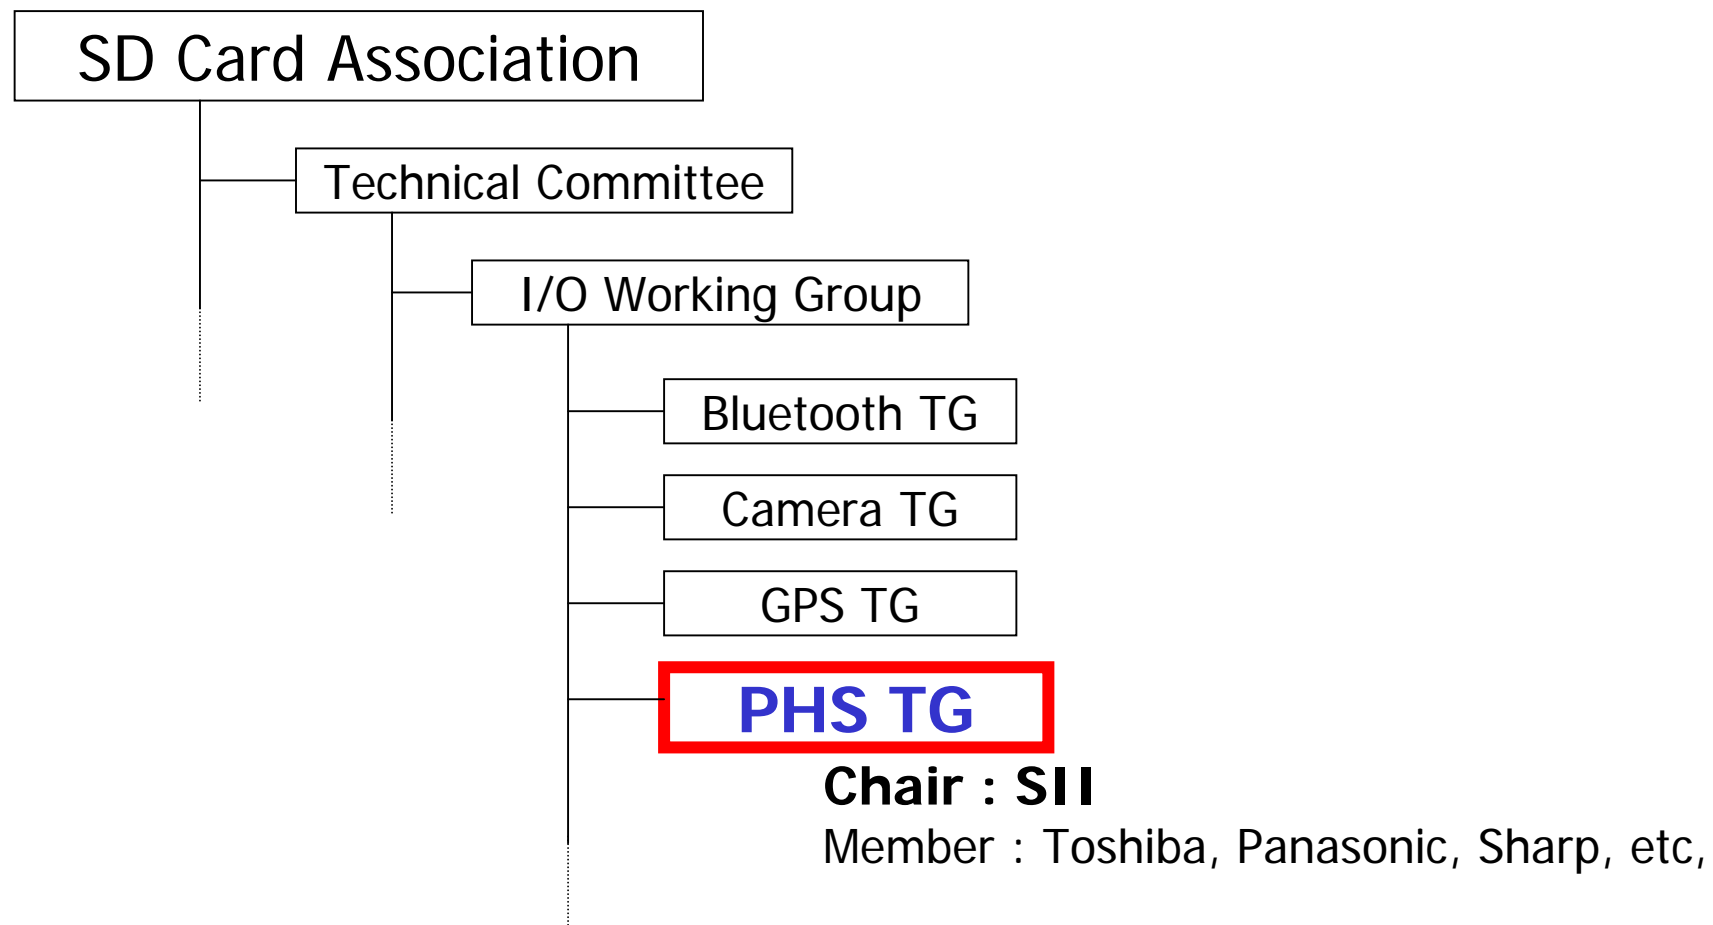 SD Card Association
Technical Committee
I/O Working Group
Bluetooth TG
Camera TG
GPS TG
PHS TG
Chair : SII
Member : Toshiba, Panasonic, Sharp, etc,